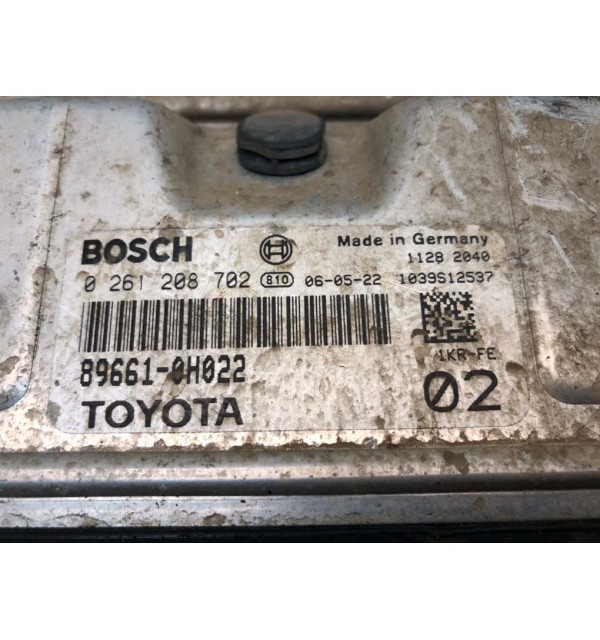 BOSCH Made in Germany
1128 2040
0 261 208 702 810 06-05-22 1039S12537
1KR-FE
89661-0H022
TOYOTA 02